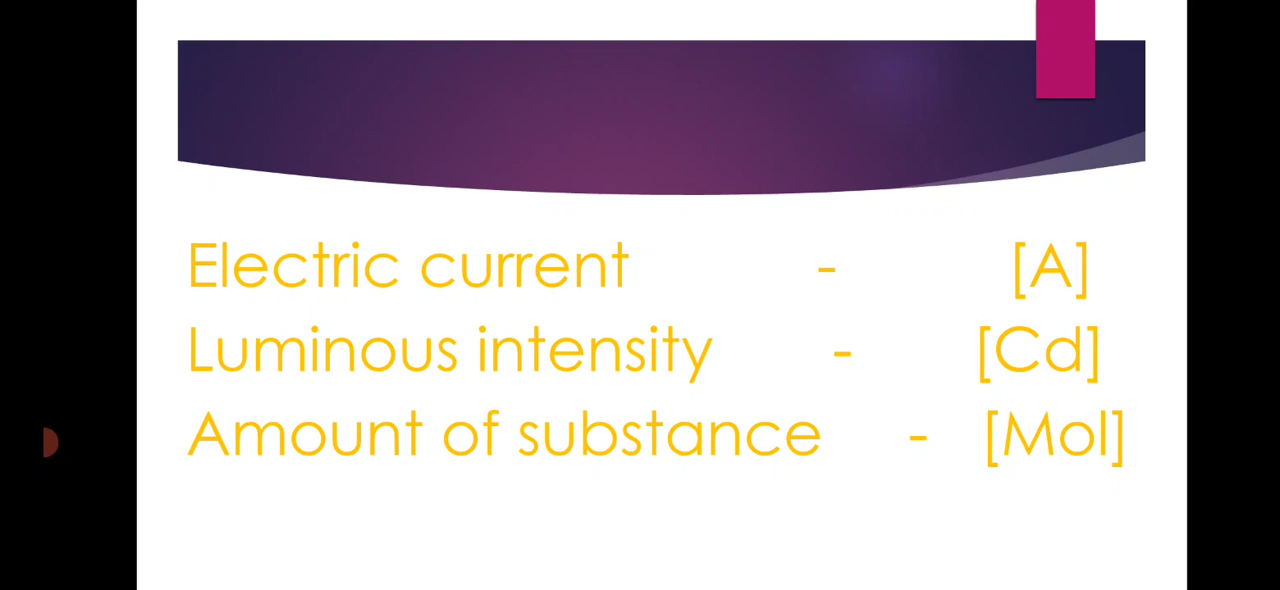 Electric current - [A]
Luminous intensity - [Cd]
Amount of substance - [Mol]